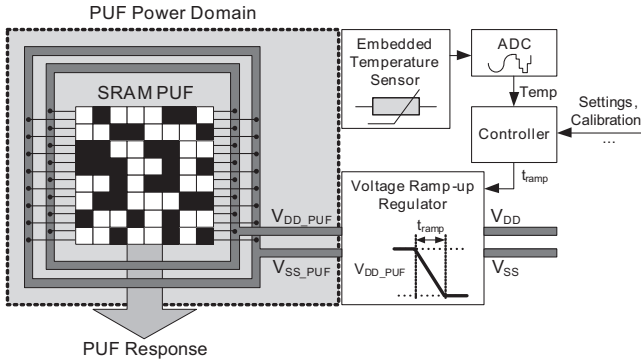 PUF Power Domain
SRAM PUF
V_DD_PUF
V_SS_PUF
PUF Response
Embedded
Temperature
Sensor
ADC
Temp
Controller
Settings,
Calibration
...
t_ramp
Voltage Ramp-up
Regulator
t_ramp
V_DD_PUF
V_DD
V_SS